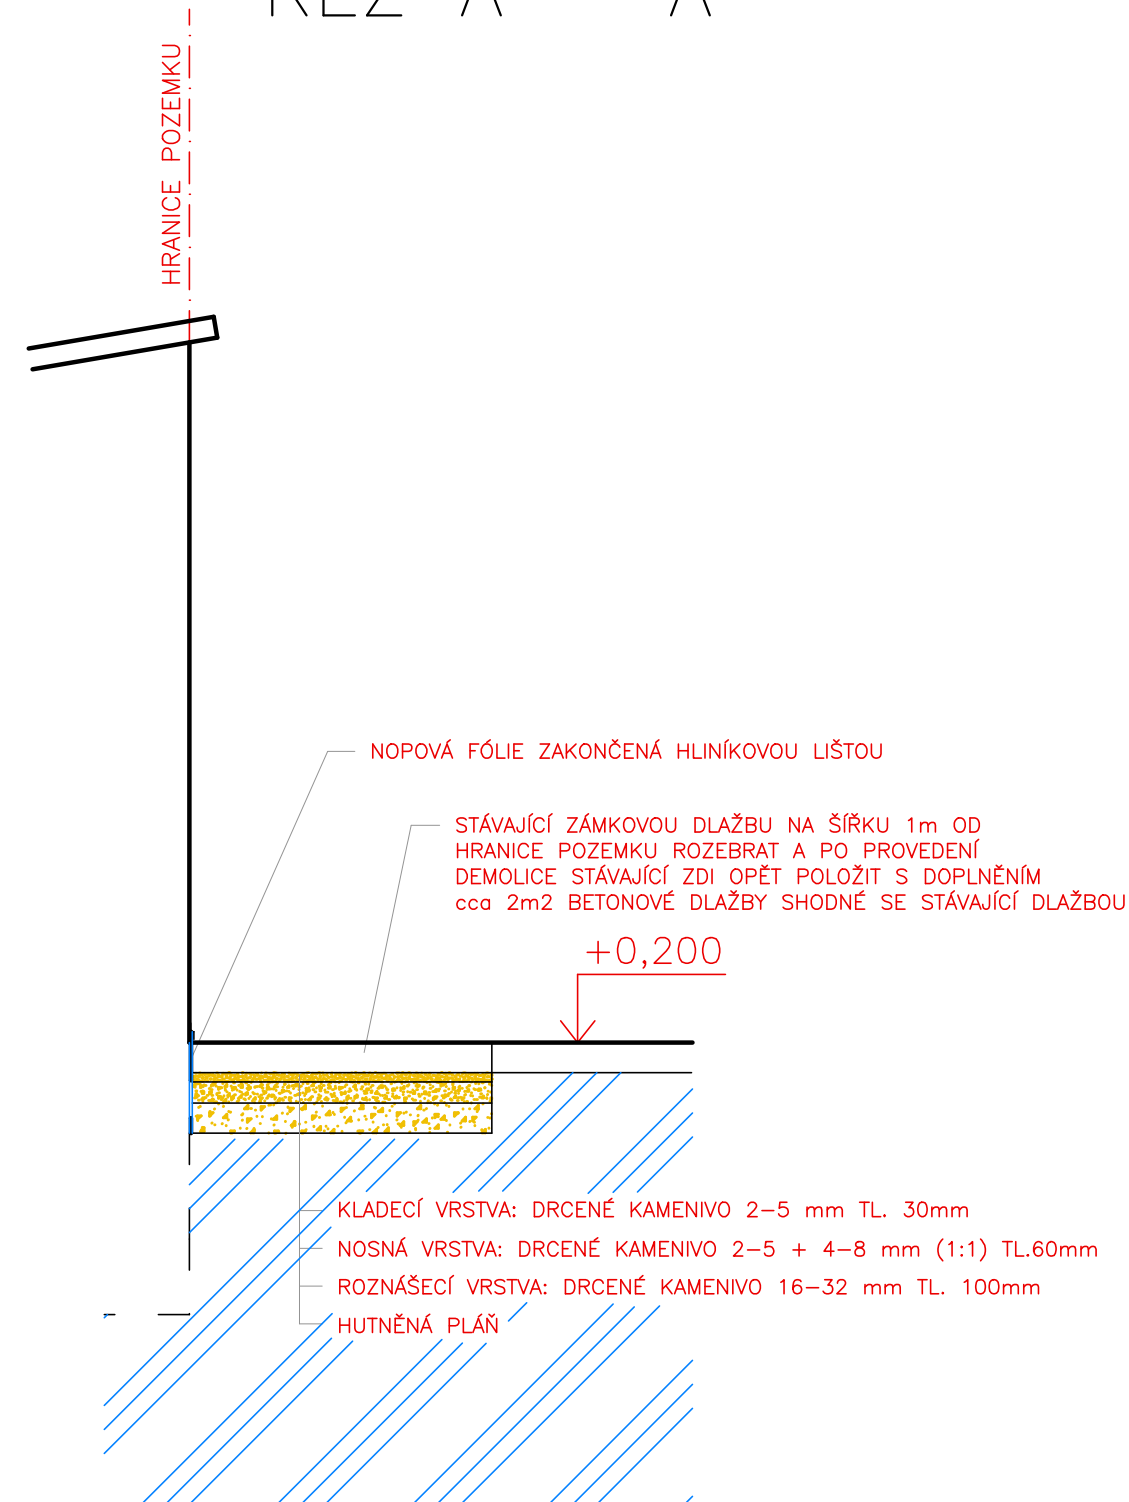 ŘEZ A A
HRANICE POZEMKU
NOPOVÁ FÓLIE ZAKONČENÁ HLINÍKOVOU LIŠTOU
STÁVAJÍCÍ ZÁMKOVOU DLAŽBU NA ŠÍŘKU 1m OD
HRANICE POZEMKU ROZEBRAT A PO PROVEDENÍ
DEMOLICE STÁVAJÍCÍ ZDI OPĚT POLOŽIT S DOPLNĚNÍM
cca 2m2 BETONOVÉ DLAŽBY SHODNÉ SE STÁVAJÍCÍ DLAŽBOU
+0,200
KLADECÍ VRSTVA: DRCENÉ KAMENIVO 2-5 mm TL. 30mm
NOSNÁ VRSTVA: DRCENÉ KAMENIVO 2-5 + 4-8 mm (1:1) TL.60mm
ROZNÁŠECÍ VRSTVA: DRCENÉ KAMENIVO 16-32 mm TL. 100mm
HUTNĚNÁ PLÁŇ